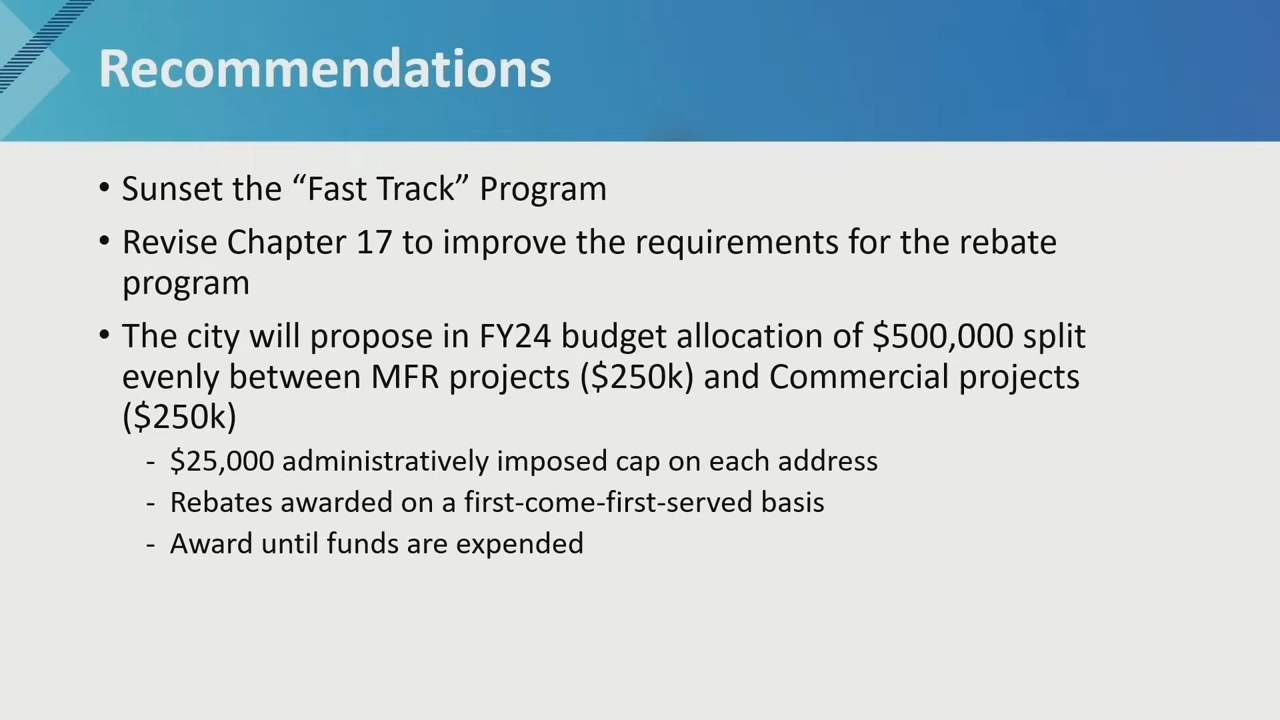 Recommendations
• Sunset the “Fast Track” Program
• Revise Chapter 17 to improve the requirements for the rebate
program
• The city will propose in FY24 budget allocation of $500,000 split
evenly between MFR projects ($250k) and Commercial projects
($250k)
- $25,000 administratively imposed cap on each address
- Rebates awarded on a first-come-first-served basis
- Award until funds are expended